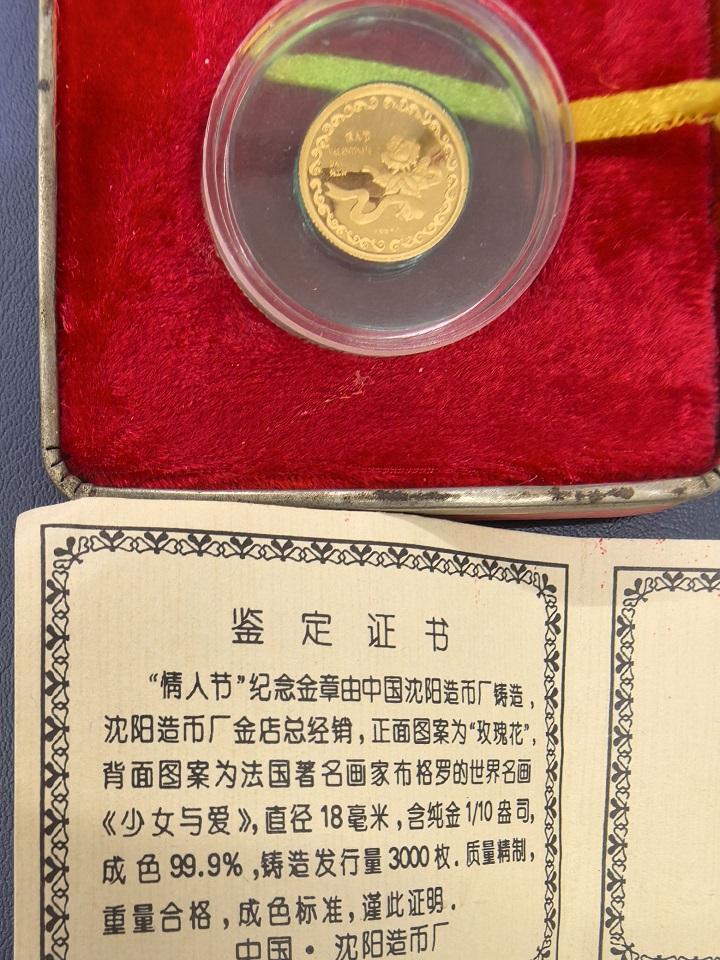 情人节
VALENTINE'S
DAY
鉴定证书
“情人节”纪念金章由中国沈阳造币厂铸造,
沈阳造币厂金店总经销,正面图案为“玫瑰花”,
背面图案为法国著名画家布格罗的世界名画
《少女与爱》,直径18毫米,含纯金1/10盎司,
成色99.9%,铸造发行量3000枚.质量精制,
重量合格,成色标准,谨此证明.
中国·沈阳造币厂